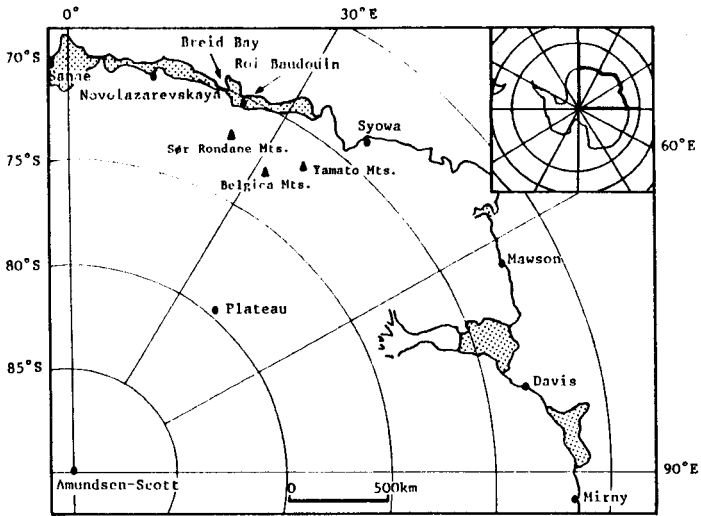 0°
30°E
70°S
Breid Bay
Roi Baudouin
Sanae
Novolazarevskaya
Syowa
60°E
75°S
Sør Rondane Mts.
Yamato Mts.
Belgica Mts.
Mawson
80°S
Plateau
85°S
Davis
90°E
Amundsen-Scott
0 500km
Mirny